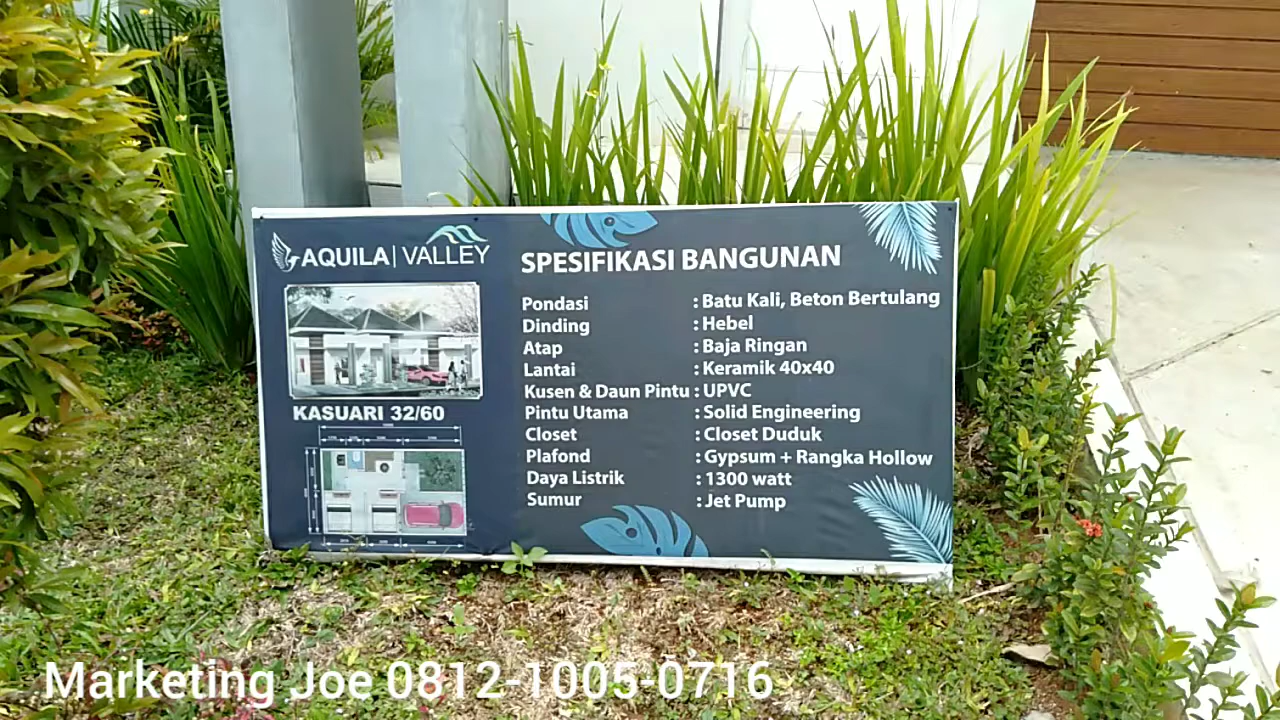 AQUILA | VALLEY
KASUARI 32/60
SPESIFIKASI BANGUNAN
Pondasi : Batu Kali, Beton Bertulang
Dinding : Hebel
Atap : Baja Ringan
Lantai : Keramik 40x40
Kusen & Daun Pintu : UPVC
Pintu Utama : Solid Engineering
Closet : Closet Duduk
Plafond : Gypsum + Rangka Hollow
Daya Listrik : 1300 watt
Sumur : Jet Pump
Marketing Joe 0812-1005-0716